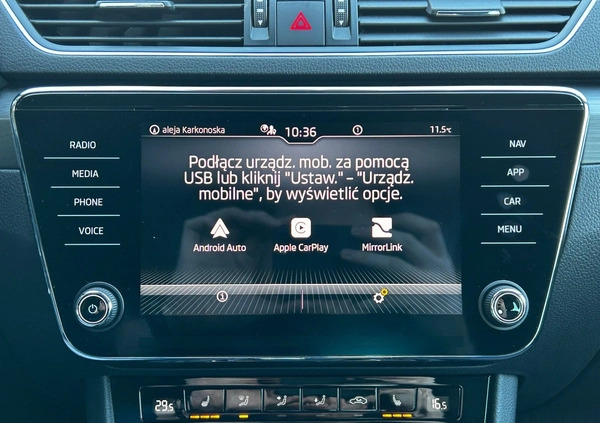 aleja Karkonoska
10:36
11.5°C
RADIO
MEDIA
PHONE
VOICE
Podłącz urządz. mob. za pomocą
USB lub kliknij "Ustaw." – "Urządz.
mobilne", by wyświetlić opcje.
Android Auto
Apple CarPlay
MirrorLink
NAV
APP
CAR
MENU
29.5
16.5